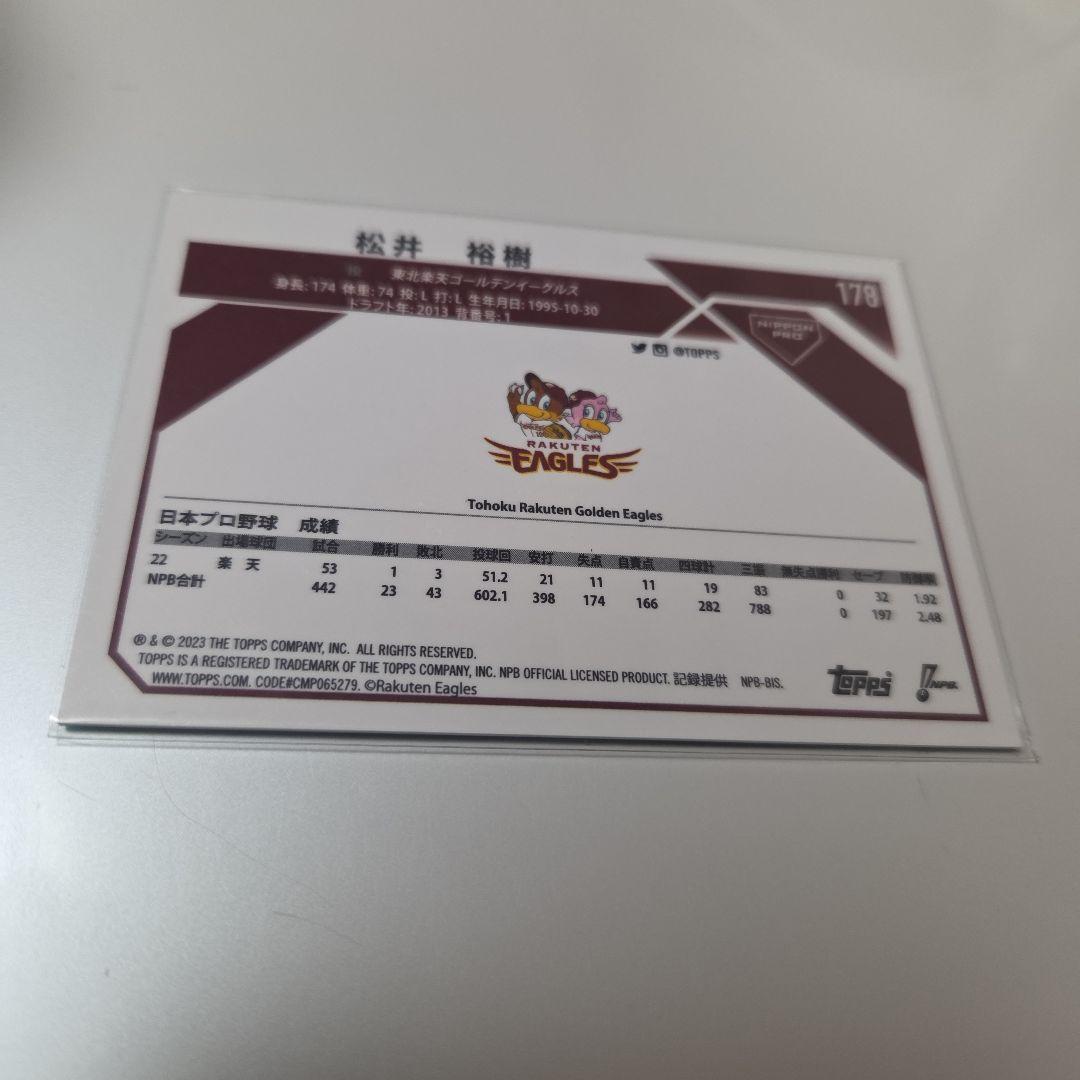 松井 裕樹
178
東北楽天ゴールデンイーグルス
身長: 174 体重: 74 投: L 打: L 生年月日: 1995-10-30
ドラフト年: 2013 背番号: 1
NIPPON
PRO
@TOPPS
RAKUTEN
EAGLES
Tohoku Rakuten Golden Eagles
日本プロ野球 成績
シーズン 出場球団 試合 勝利 敗北 投球回 安打 失点 自責点 四球計 三振 無失点勝利 セーブ 防御率
22 楽天 53 1 3 51.2 21 11 11 19 83 0 32 1.92
NPB合計 442 23 43 602.1 398 174 166 282 788 0 197 2.48
® & © 2023 THE TOPPS COMPANY, INC. ALL RIGHTS RESERVED.
TOPPS IS A REGISTERED TRADEMARK OF THE TOPPS COMPANY, INC. NPB OFFICIAL LICENSED PRODUCT. 記録提供 NPB-BIS.
WWW.TOPPS.COM. CODE#CMP065279. ©Rakuten Eagles
topps
NPB